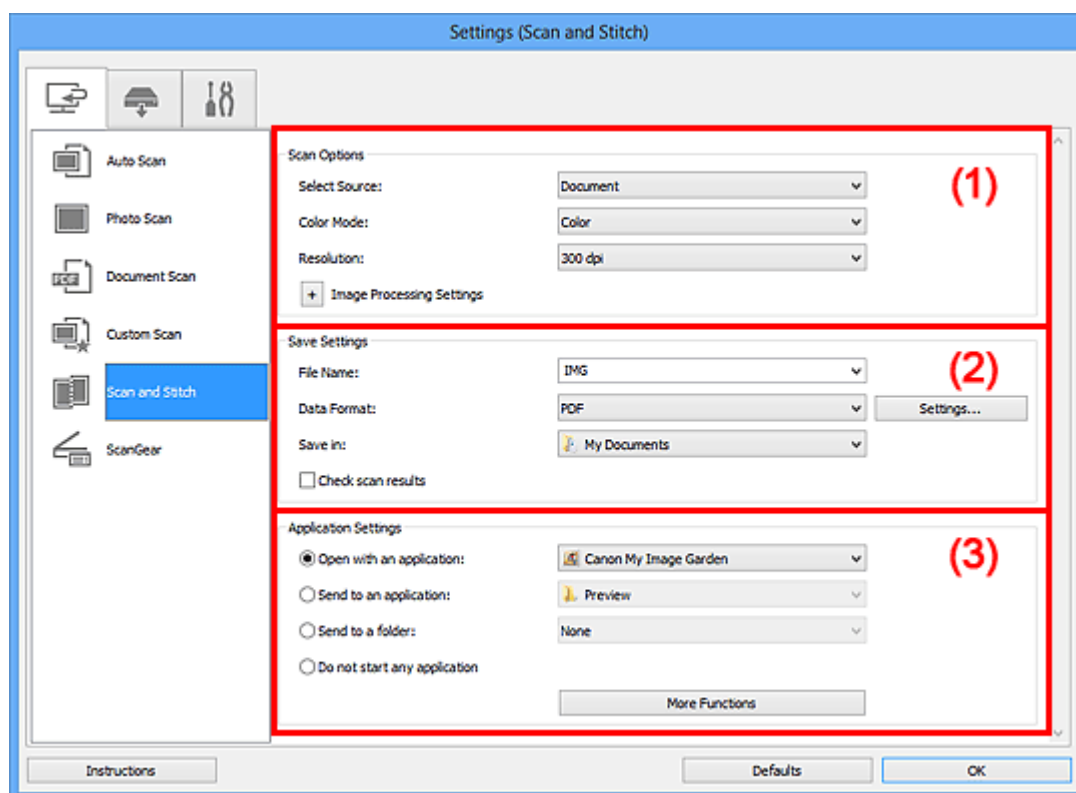 Settings (Scan and Stitch)
Auto Scan
Photo Scan
Document Scan
Custom Scan
Scan and Stitch
ScanGear
Scan Options
(1)
Select Source: Document
Color Mode: Color
Resolution: 300 dpi
+ Image Processing Settings
Save Settings
(2)
File Name: IMG
Data Format: PDF Settings...
Save in: My Documents
Check scan results
Application Settings
(3)
Open with an application: Canon My Image Garden
Send to an application: Preview
Send to a folder: None
Do not start any application
More Functions
Instructions Defaults OK